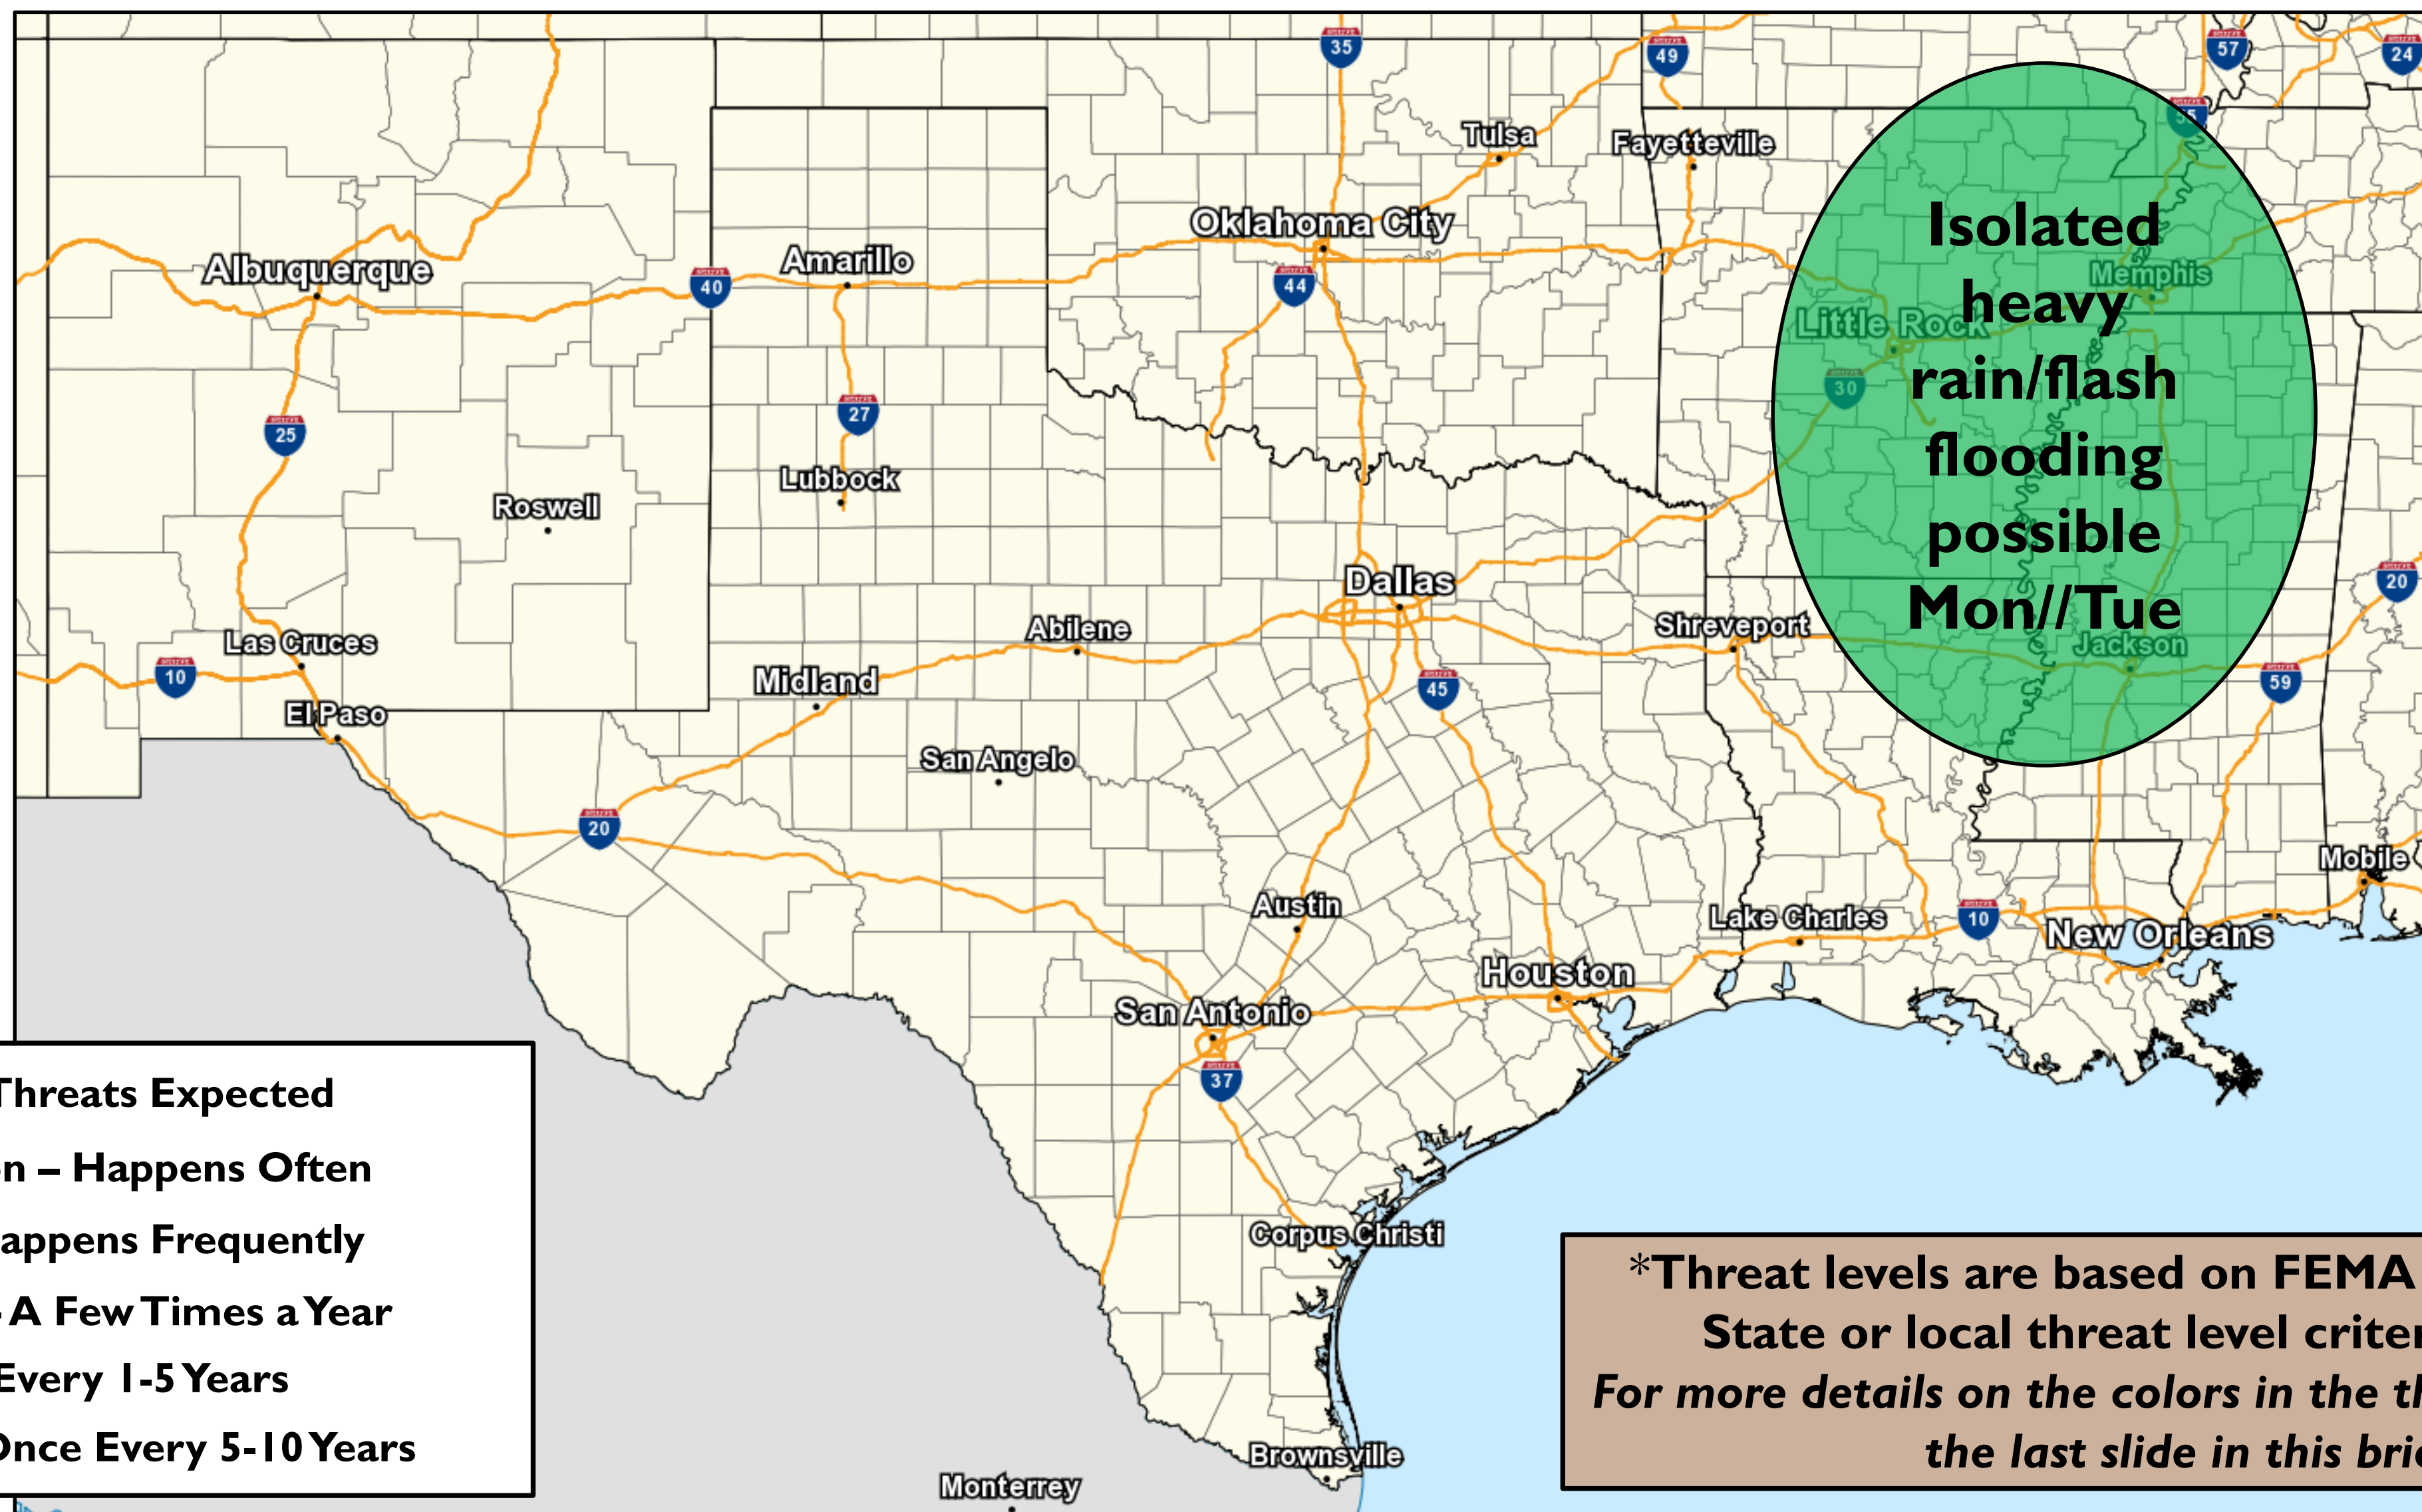 35
49
57
24
55
Tulsa
Fayetteville
Oklahoma City
Albuquerque
Amarillo
40
44
Isolated
heavy
rain/flash
flooding
possible
Mon//Tue
Memphis
Little Rock
30
25
27
Lubbock
Roswell
Dallas
20
Abilene
Shreveport
Jackson
Las Cruces
10
Midland
45
59
El Paso
San Angelo
20
Mobile
Austin
Lake Charles
10
New Orleans
Houston
San Antonio
37
Corpus Christi
Brownsville
Monterrey
Threats Expected
n – Happens Often
appens Frequently
- A Few Times a Year
Every 1-5 Years
Once Every 5-10 Years
*Threat levels are based on FEMA
State or local threat level criter
For more details on the colors in the th
the last slide in this brie